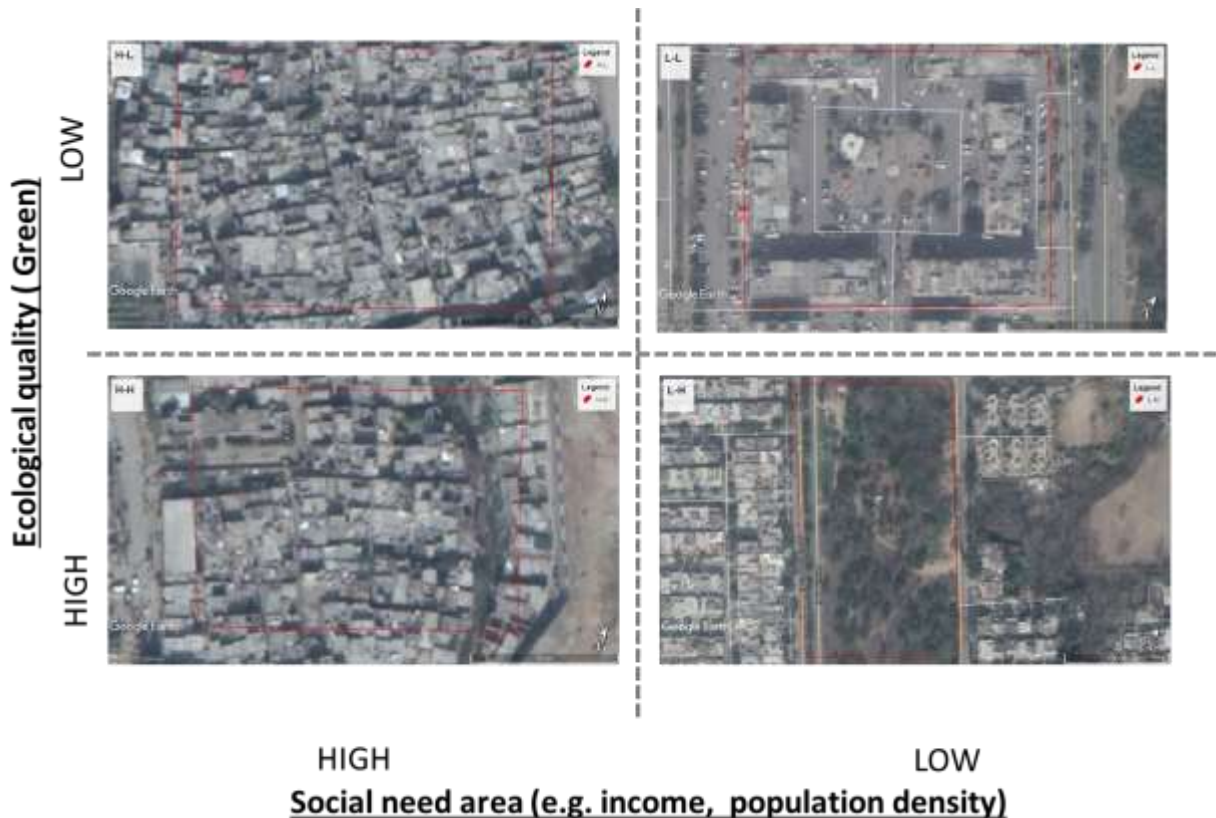 H-L
Legend
L-L
Legend
LOW
Google Earth
Google Earth
Ecological quality ( Green)
H-H
Legend
L-H
Legend
HIGH
Google Earth
Google Earth
HIGH
LOW
Social need area (e.g. income, population density)